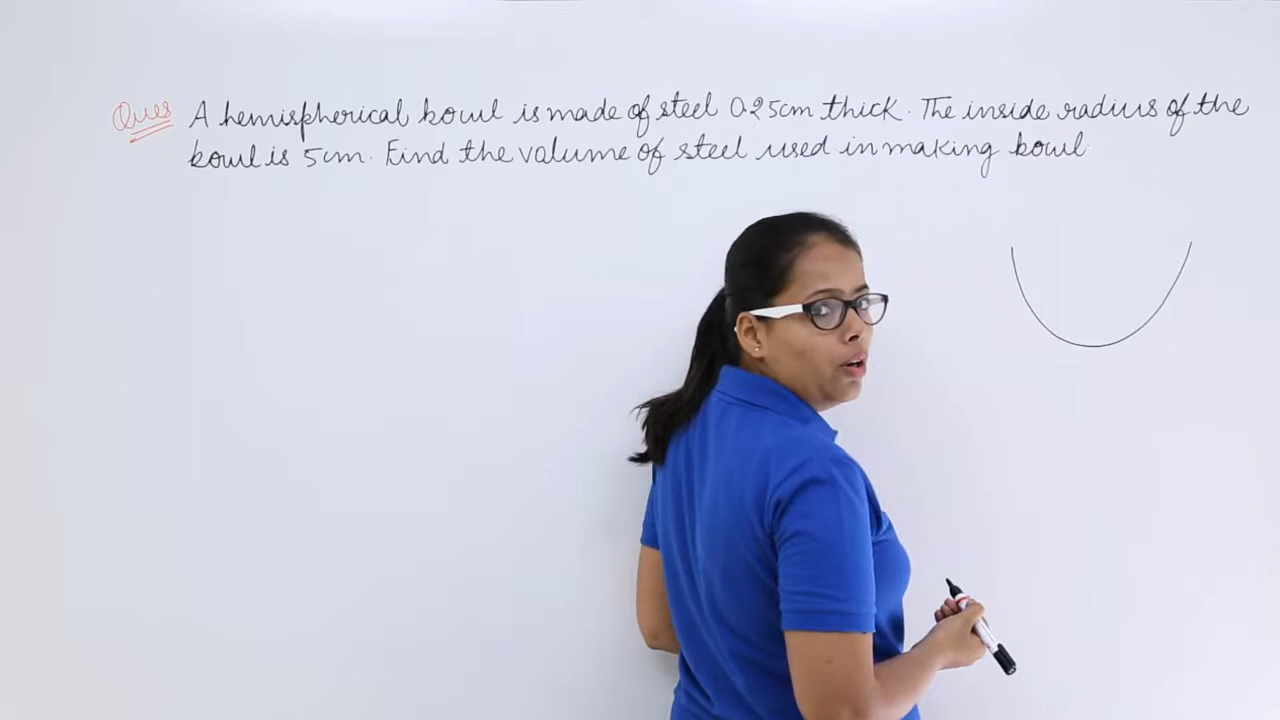 Ques A hemispherical bowl is made of steel 0.25cm thick. The inside radius of the
bowl is 5cm. Find the volume of steel used in making bowl.